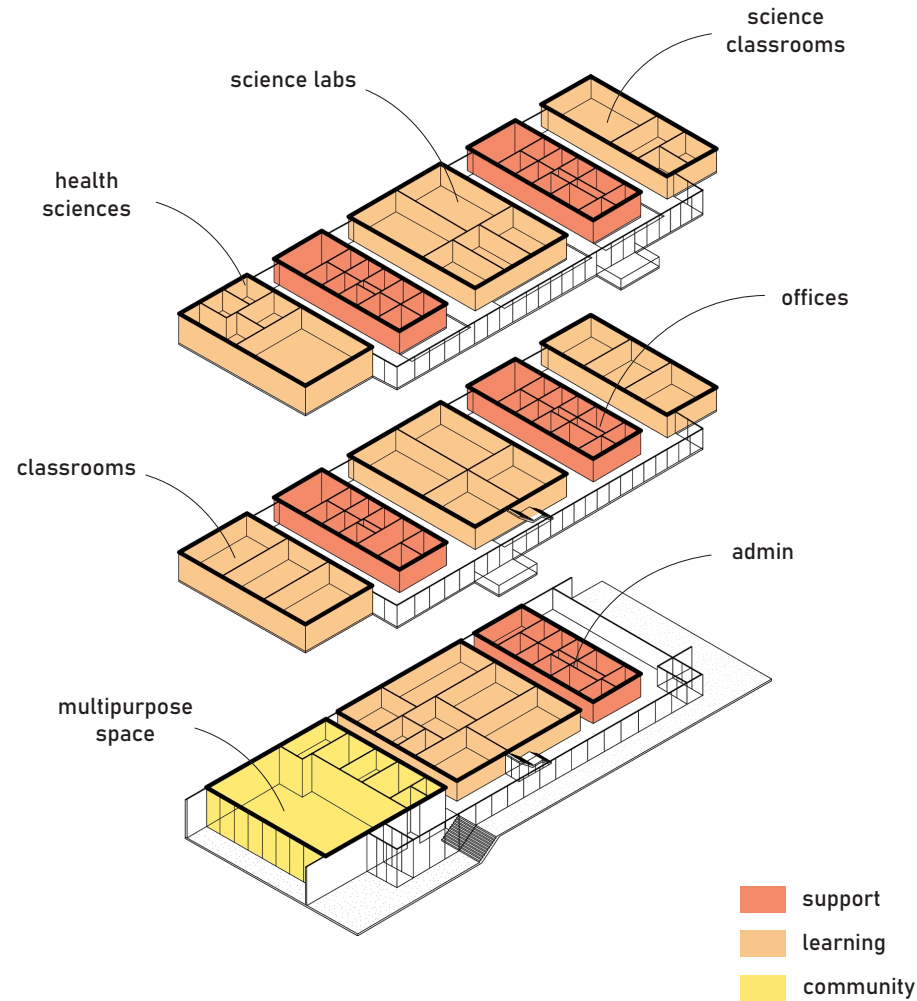 science
classrooms
science labs
health
sciences
offices
classrooms
admin
multipurpose
space
support
learning
community